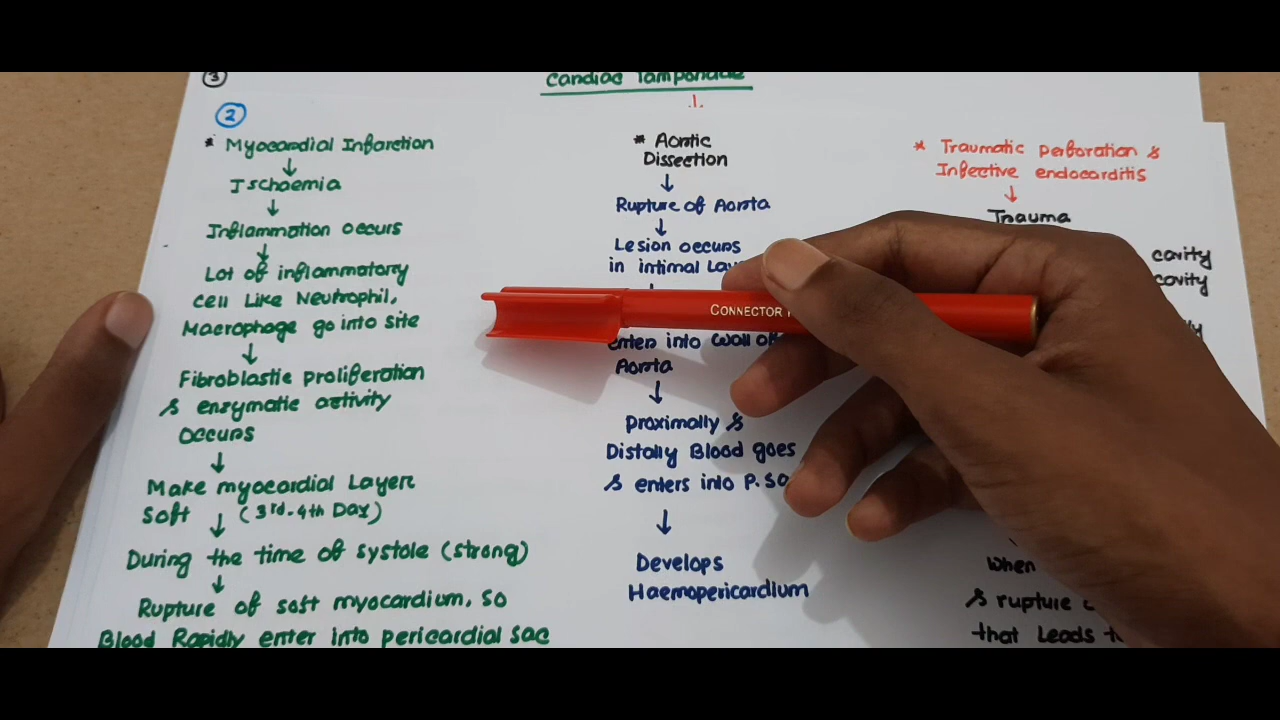 3
Cardiac Tamponade
2
* Myocardial Infarction
↓
Ischaemia
↓
Inflammation occurs
↓
Lot of inflammatory
cell Like Neutrophil,
Macrophage go into site
↓
Fibroblastic proliferation
& enzymatic activity
occurs
↓
Make myocardial Layer
soft (3rd-4th Day)
↓
During the time of systole (strong)
↓
Rupture of soft myocardium, so
Blood Rapidly enter into pericardial sac
* Aortic
Dissection
↓
Rupture of Aorta
↓
Lesion occurs
in intimal
enters into wall of
Aorta
↓
proximally &
Distally Blood goes
& enters into P.
↓
Develops
Haemopericardium
* Traumatic perforation &
Infective endocarditis
↓
Trauma
cavity
cavity
when
& rupture
that Leads
CONNECTOR